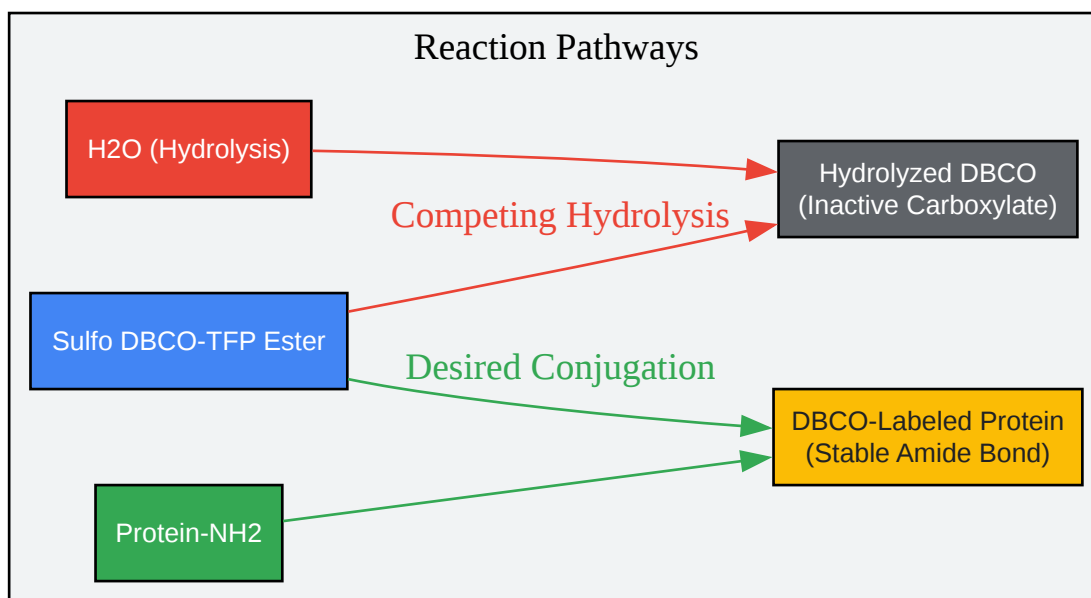 Reaction Pathways
H2O (Hydrolysis)
Hydrolyzed DBCO
(Inactive Carboxylate)
Competing Hydrolysis
Sulfo DBCO-TFP Ester
Desired Conjugation
DBCO-Labeled Protein
(Stable Amide Bond)
Protein-NH2